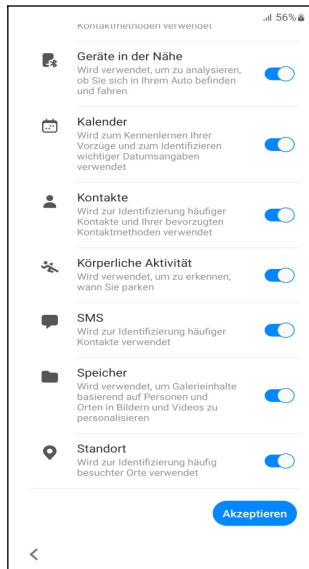 56%
Kontaktmethoden verwendet
Geräte in der Nähe
Wird verwendet, um zu analysieren,
ob Sie sich in Ihrem Auto befinden
und fahren
Kalender
Wird zum Kennenlernen Ihrer
Vorzüge und zum Identifizieren
wichtiger Datumsangaben
verwendet
Kontakte
Wird zur Identifizierung häufiger
Kontakte und Ihrer bevorzugten
Kontaktmethoden verwendet
Körperliche Aktivität
Wird verwendet, um zu erkennen,
wann Sie parken
SMS
Wird zur Identifizierung häufiger
Kontakte verwendet
Speicher
Wird verwendet, um Galerieinhalte
basierend auf Personen und
Orten in Bildern und Videos zu
personalisieren
Standort
Wird zur Identifizierung häufig
besuchter Orte verwendet
Akzeptieren